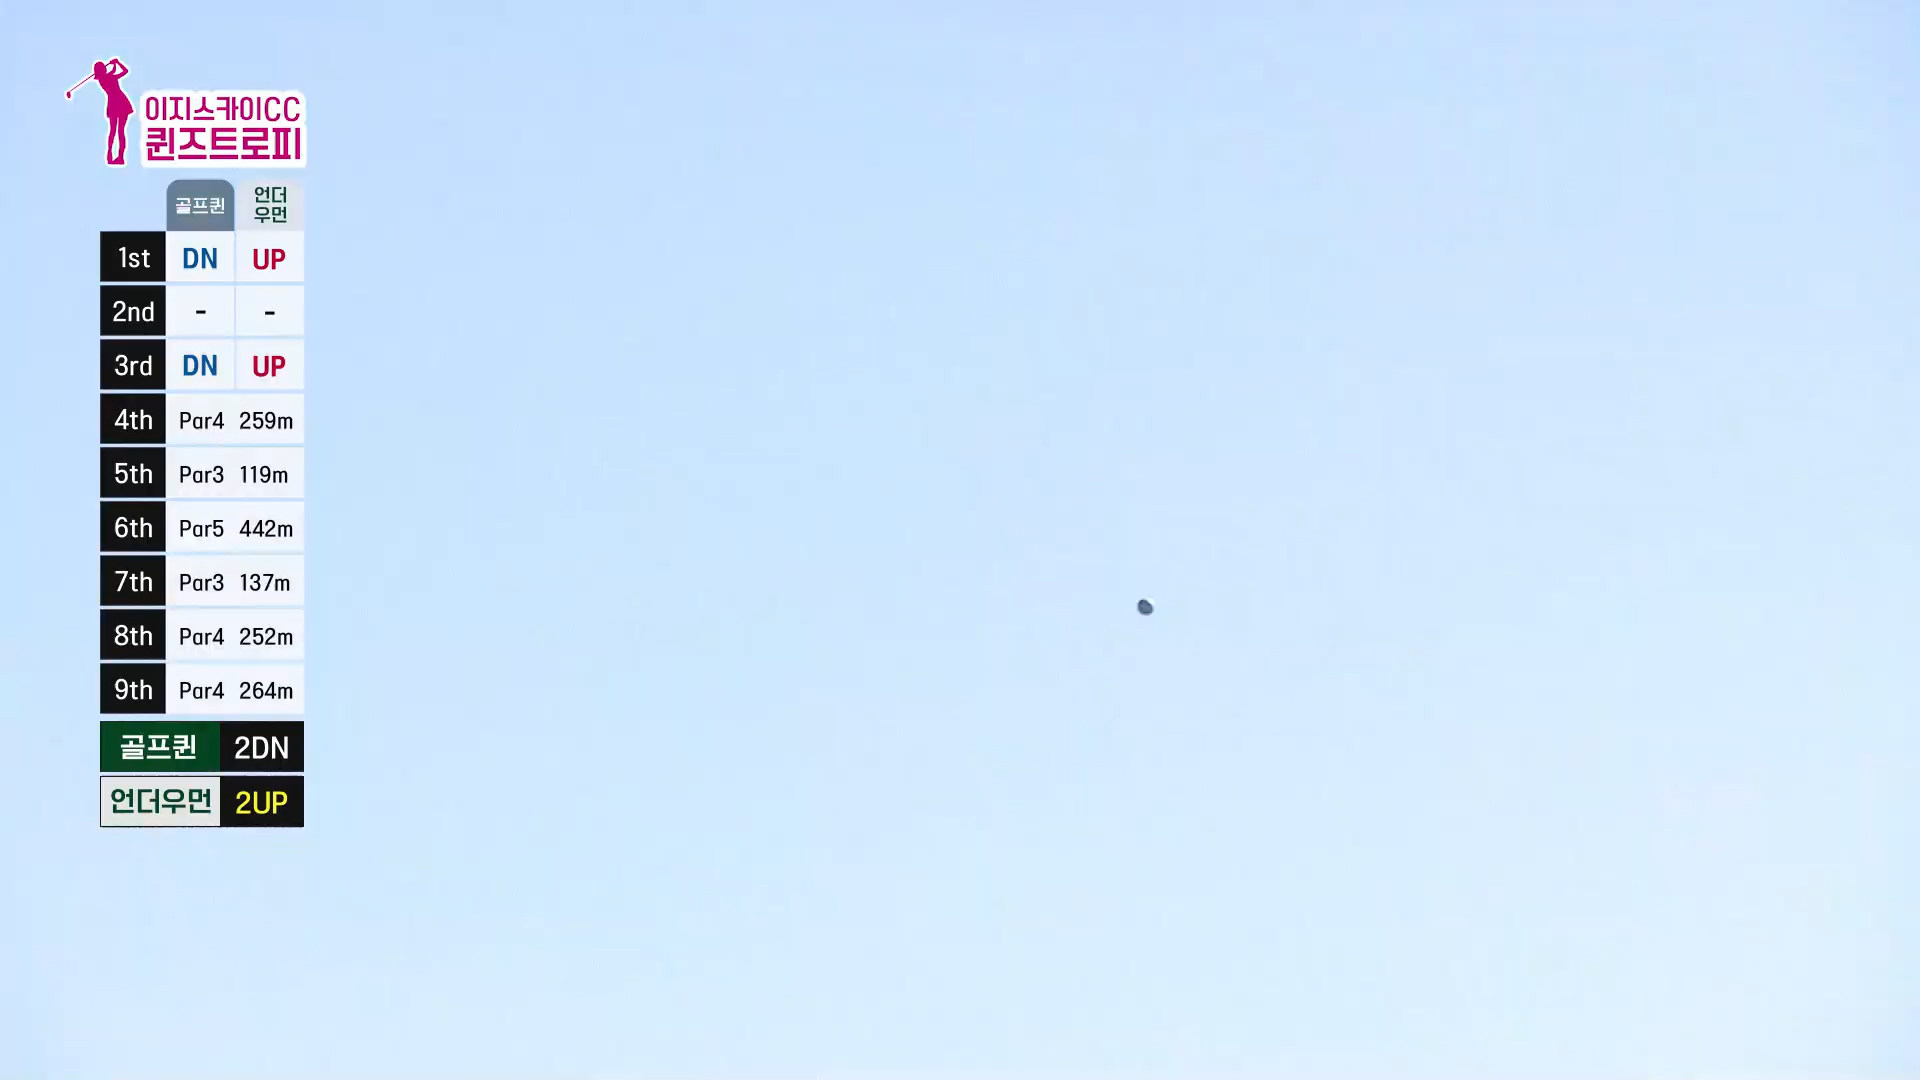 이지스카이CC
퀸즈트로피
골프퀸 언더우먼
1st DN UP
2nd - -
3rd DN UP
4th Par4 259m
5th Par3 119m
6th Par5 442m
7th Par3 137m
8th Par4 252m
9th Par4 264m
골프퀸 2DN
언더우먼 2UP